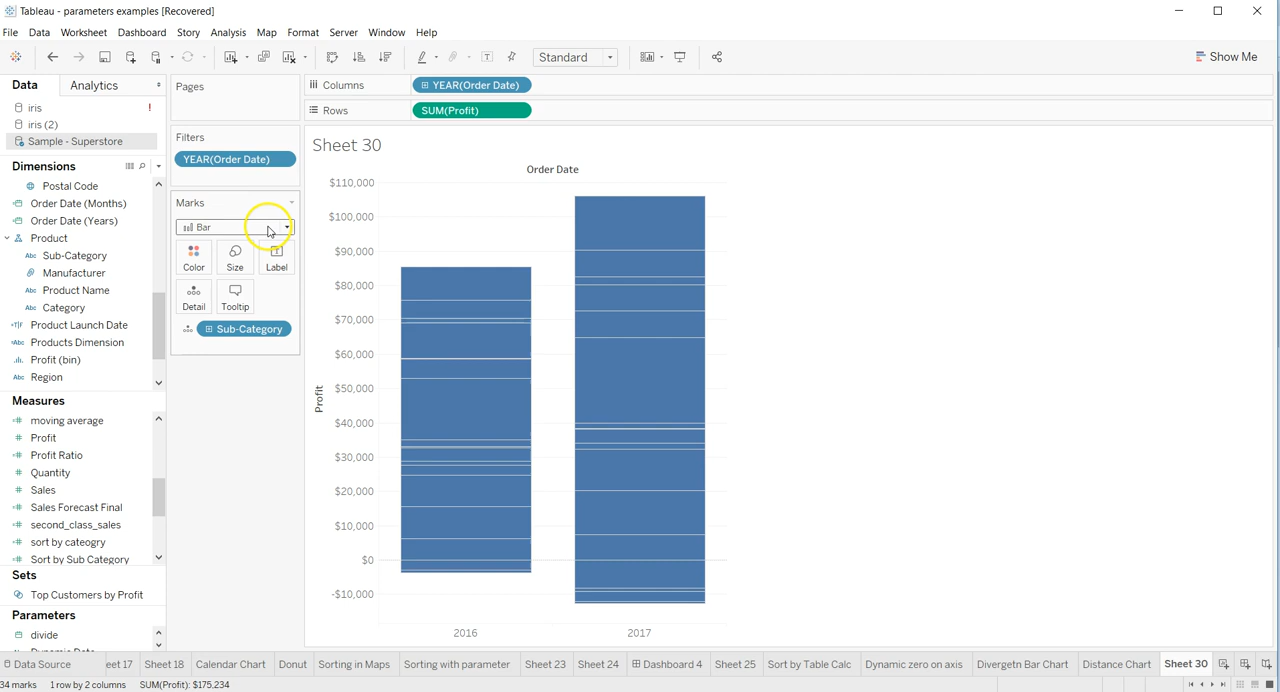 Tableau - parameters examples [Recovered]
File Data Worksheet Dashboard Story Analysis Map Format Server Window Help
Standard
Show Me
Data Analytics
iris !
iris (2)
Sample - Superstore
Dimensions
Postal Code
Order Date (Months)
Order Date (Years)
Product
Abc Sub-Category
Manufacturer
Abc Product Name
Abc Category
Product Launch Date
Products Dimension
Profit (bin)
Abc Region
Measures
moving average
Profit
Profit Ratio
Quantity
Sales
Sales Forecast Final
second_class_sales
sort by cateogry
Sort by Sub Category
Sets
Top Customers by Profit
Parameters
divide
Pages
Filters
YEAR(Order Date)
Marks
Bar
Color Size Label
Detail Tooltip
Sub-Category
Columns YEAR(Order Date)
Rows SUM(Profit)
Sheet 30
Order Date
$110,000
$100,000
$90,000
$80,000
$70,000
$60,000
$50,000
$40,000
$30,000
$20,000
$10,000
$0
-$10,000
Profit
2016 2017
Data Source eet 17 Sheet 18 Calendar Chart Donut Sorting in Maps Sorting with parameter Sheet 23 Sheet 24 Dashboard 4 Sheet 25 Sort by Table Calc Dynamic zero on axis Divergetn Bar Chart Distance Chart Sheet 30
34 marks 1 row by 2 columns SUM(Profit): $175,234